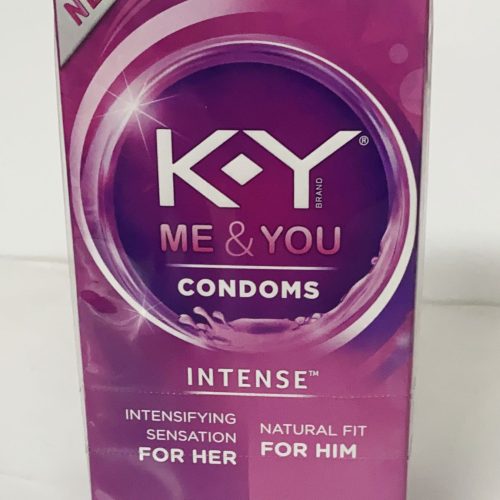 NE
K-Y®
BRAND
ME & YOU
CONDOMS
INTENSE™
INTENSIFYING
SENSATION
FOR HER
NATURAL FIT
FOR HIM